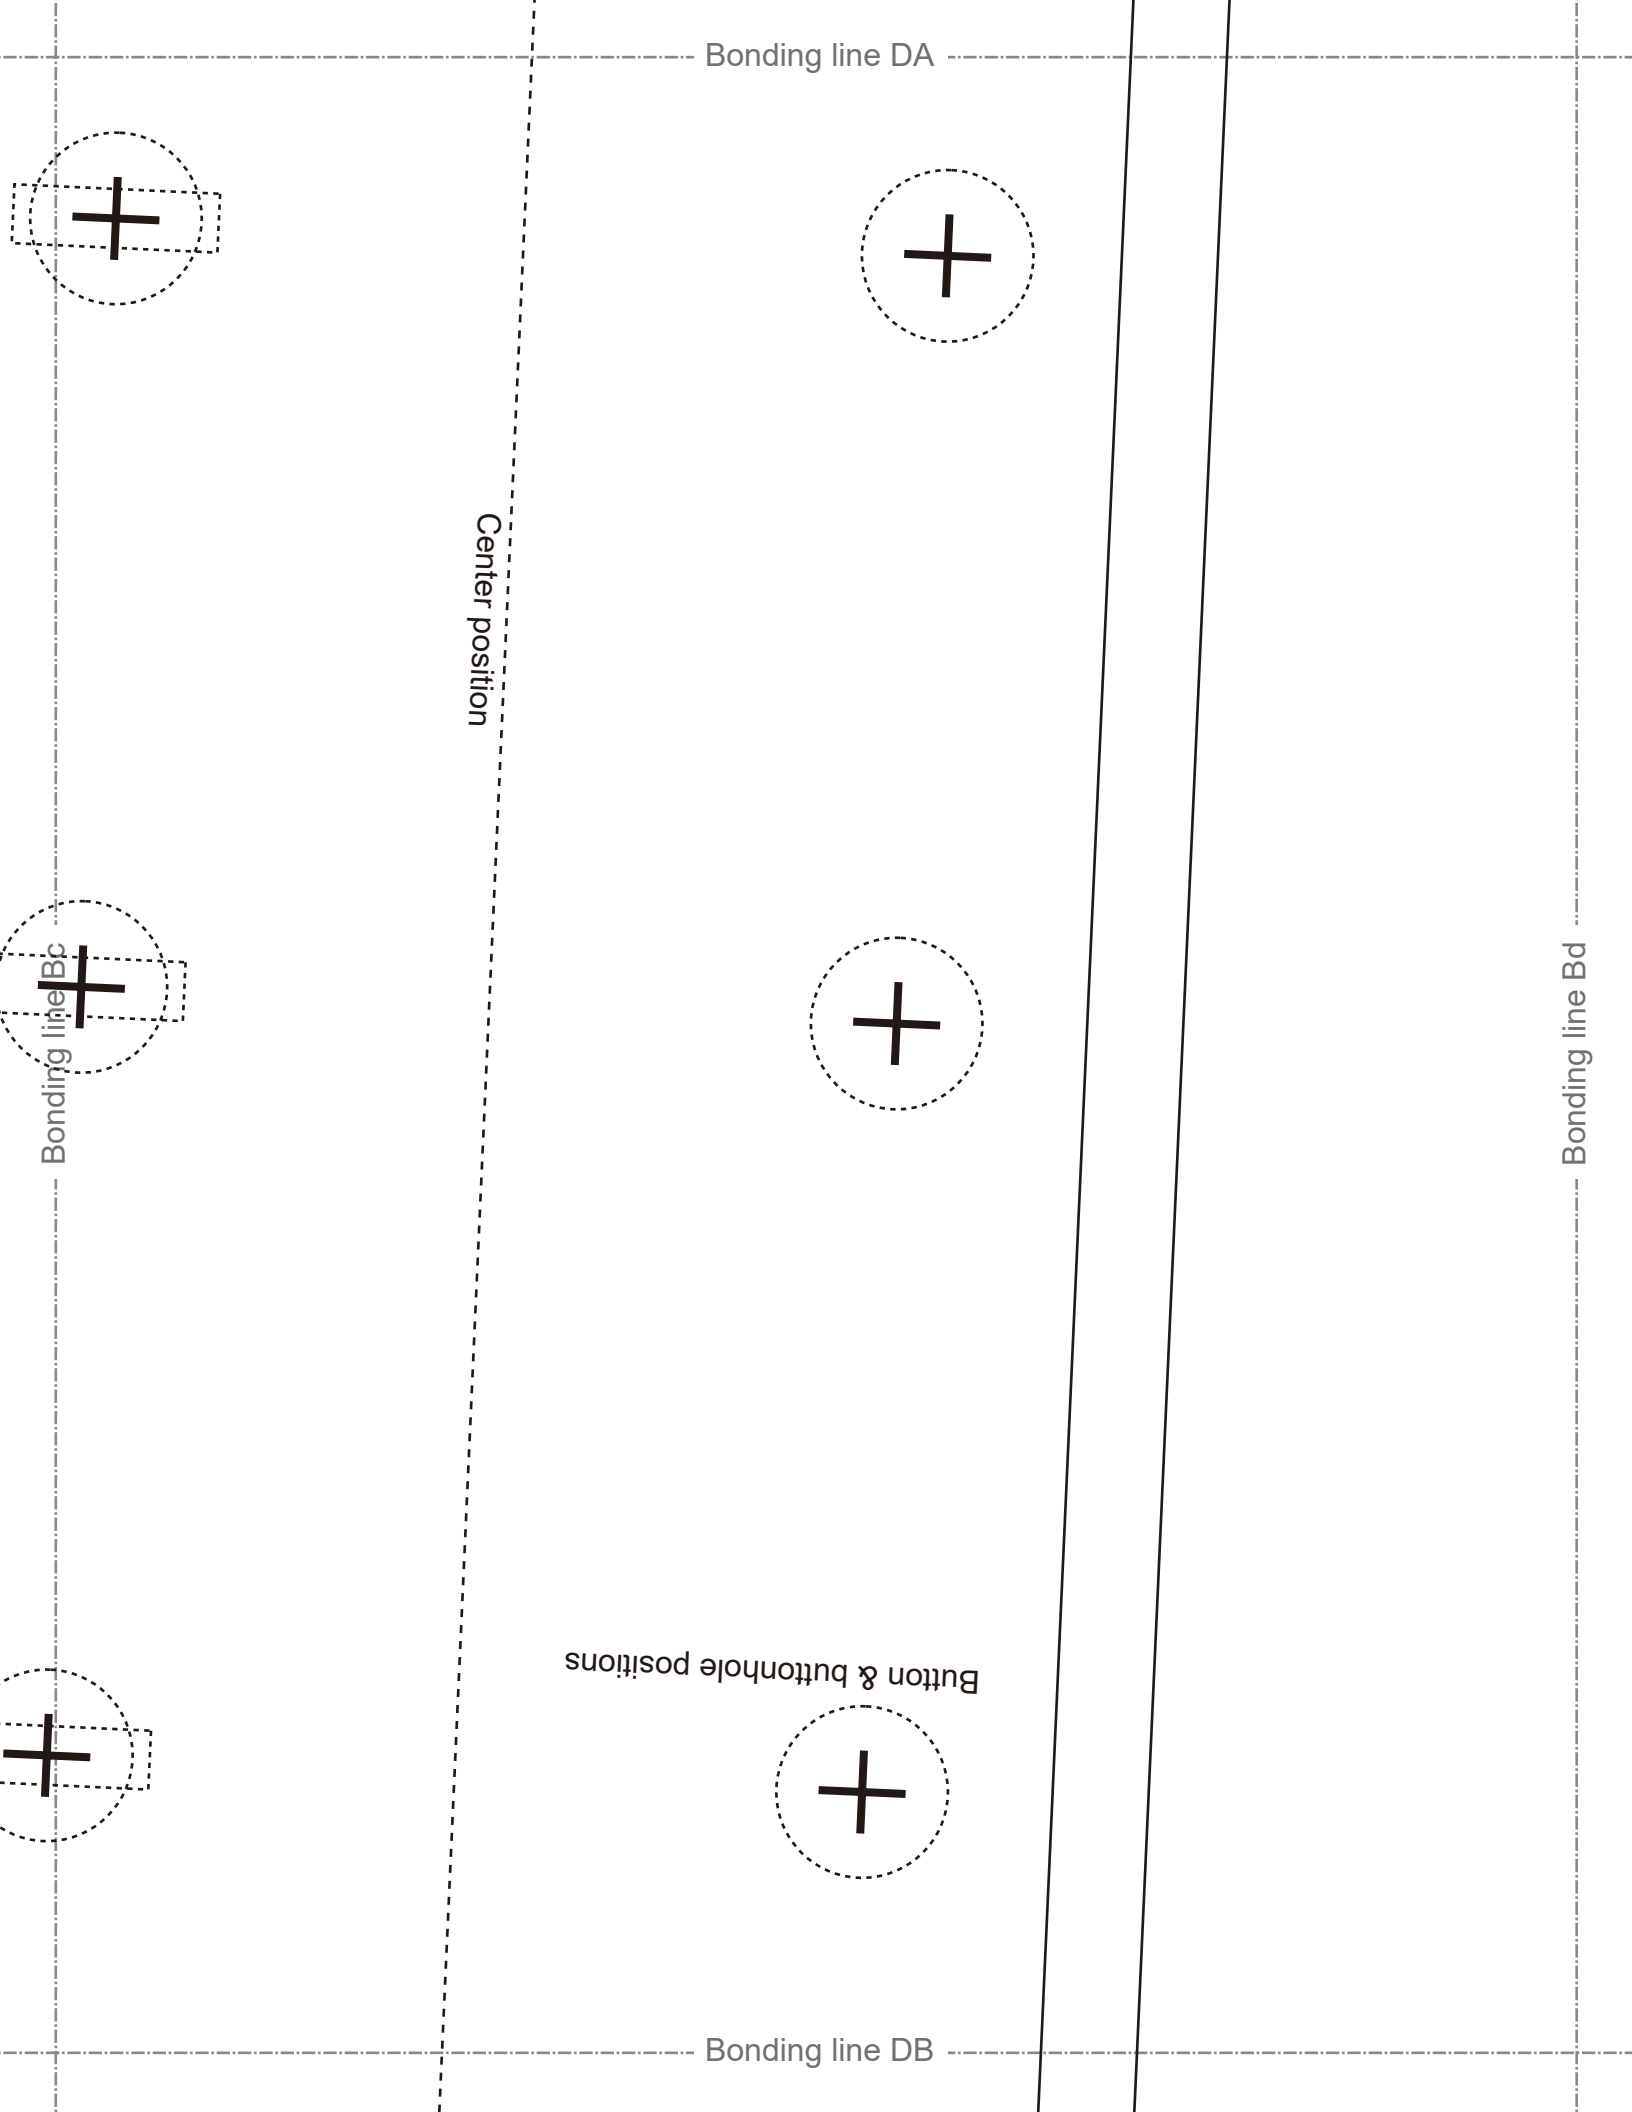 Bonding line DA
Center position
Bonding line Bc
Bonding line Bd
Button & buttonhole positions
Bonding line DB